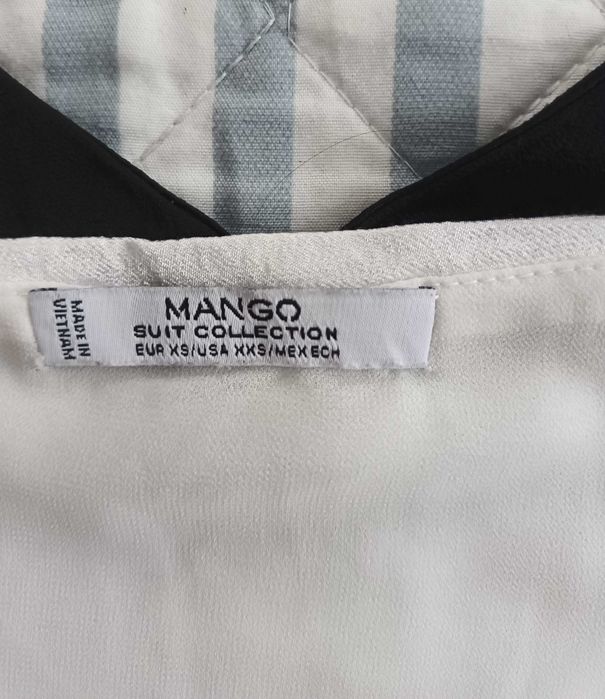 MANGO
SUIT COLLECTION
EUR XS/USA XXS/MEX ECH
MADE IN
VIETNAM